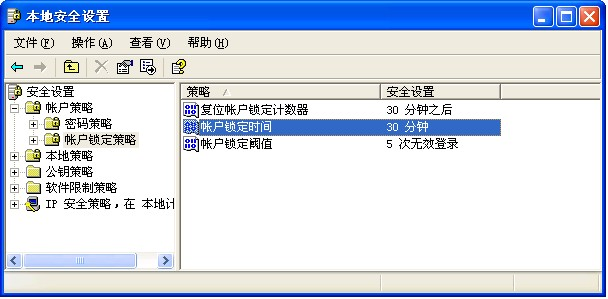 本地安全设置
文件(F) 操作(A) 查看(V) 帮助(H)
安全设置
帐户策略
密码策略
帐户锁定策略
本地策略
公钥策略
软件限制策略
IP 安全策略，在 本地计
策略 安全设置
复位帐户锁定计数器 30 分钟之后
帐户锁定时间 30 分钟
帐户锁定阈值 5 次无效登录